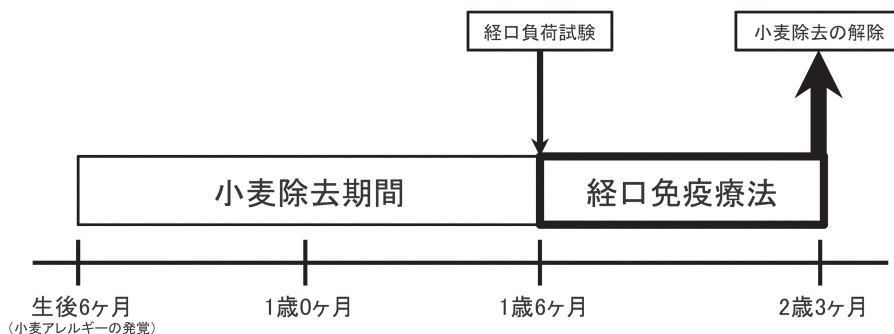 経口負荷試験
小麦除去の解除
小麦除去期間
経口免疫療法
生後6ヶ月
1歳0ヶ月
1歳6ヶ月
2歳3ヶ月
（小麦アレルギーの発覚）